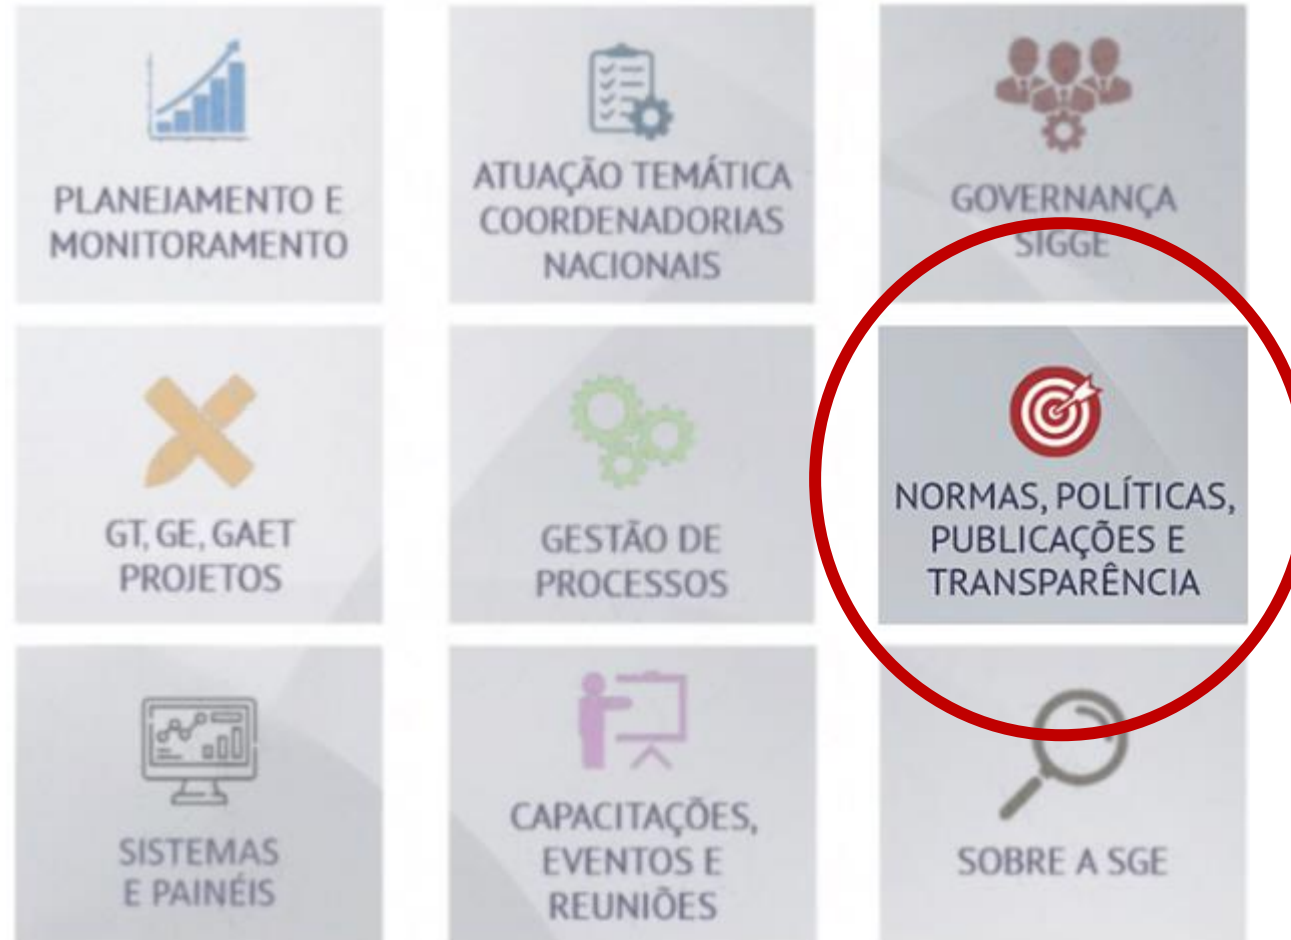 PLANEJAMENTO E
MONITORAMENTO
ATUAÇÃO TEMÁTICA
COORDENADORIAS
NACIONAIS
GOVERNANÇA
SIGGE
GT, GE, GAET
PROJETOS
GESTÃO DE
PROCESSOS
NORMAS, POLÍTICAS,
PUBLICAÇÕES E
TRANSPARÊNCIA
SISTEMAS
E PAINÉIS
CAPACITAÇÕES,
EVENTOS E
REUNIÕES
SOBRE A SGE